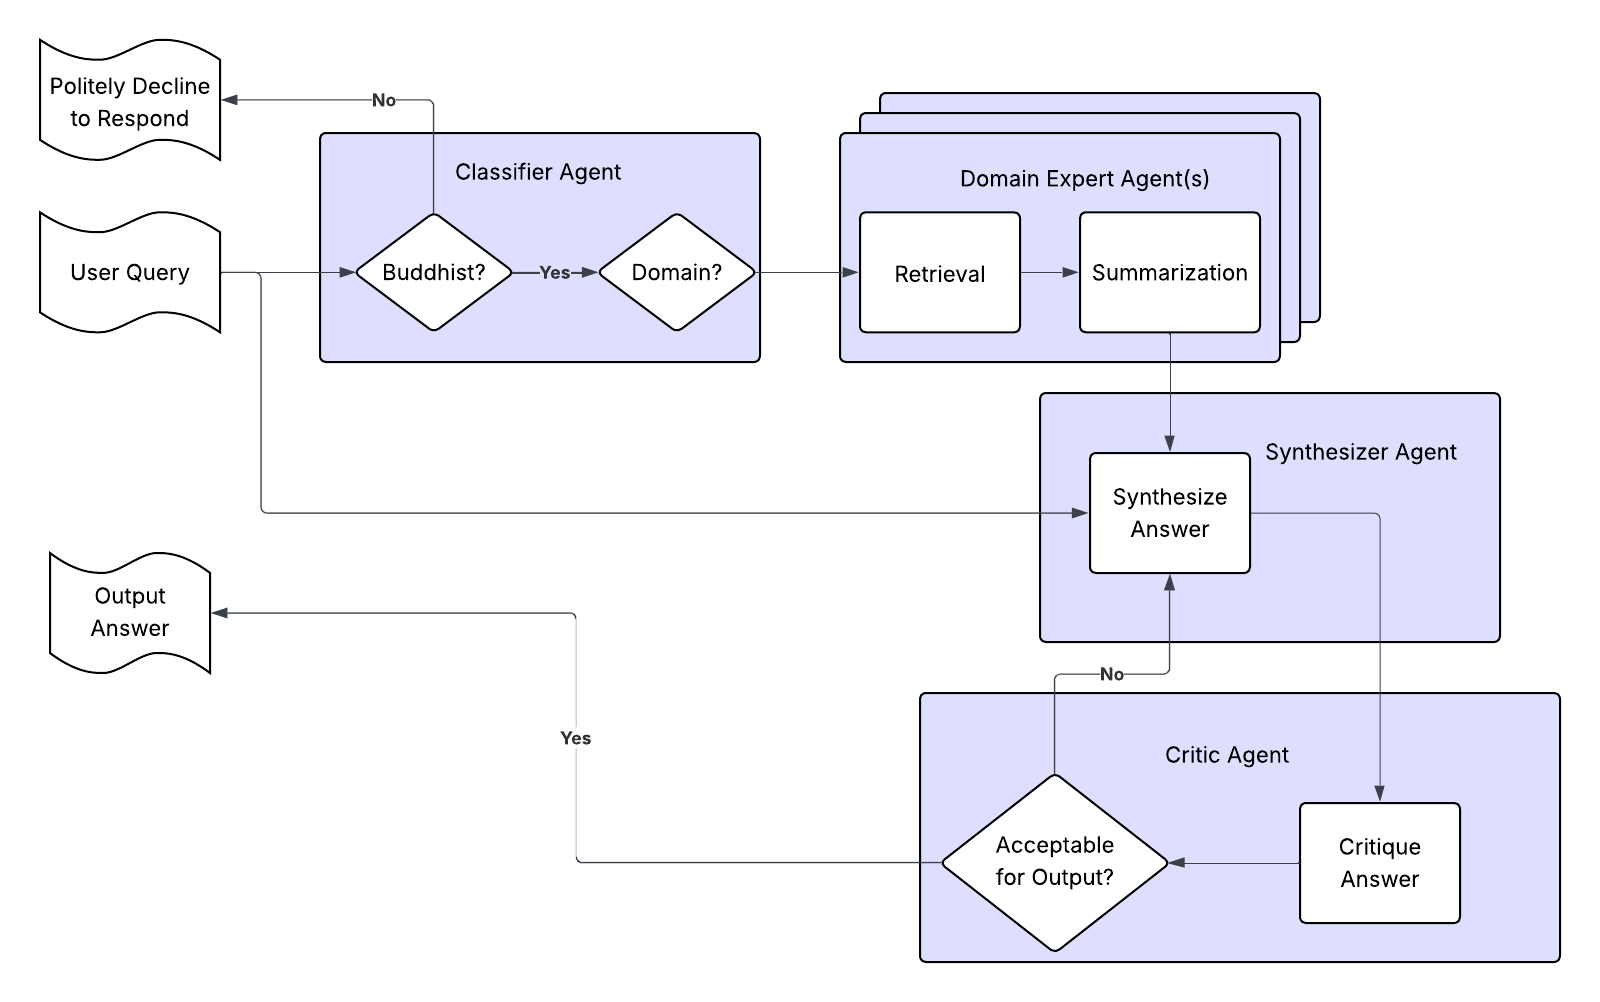 Politely Decline
to Respond
No
Classifier Agent
Domain Expert Agent(s)
User Query
Buddhist?
Yes
Domain?
Retrieval
Summarization
Synthesizer Agent
Synthesize
Answer
Output
Answer
No
Yes
Critic Agent
Acceptable
for Output?
Critique
Answer